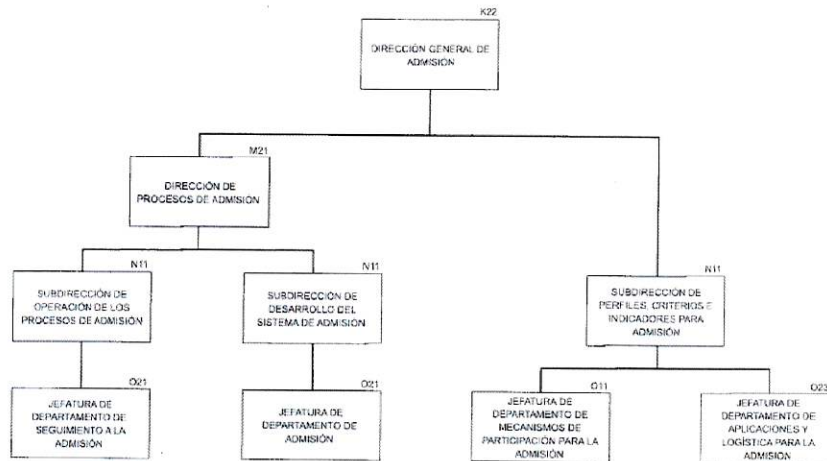 K22
DIRECCIÓN GENERAL DE
ADMISIÓN
M21
DIRECCIÓN DE
PROCESOS DE ADMISIÓN
N11
SUBDIRECCIÓN DE
OPERACIÓN DE LOS
PROCESOS DE ADMISIÓN
N11
SUBDIRECCIÓN DE
DESARROLLO DEL
SISTEMA DE ADMISIÓN
N11
SUBDIRECCIÓN DE
PERFILES, CRITERIOS E
INDICADORES PARA
ADMISIÓN
O21
JEFATURA DE
DEPARTAMENTO DE
SEGUIMIENTO A LA
ADMISIÓN
O21
JEFATURA DE
DEPARTAMENTO DE
ADMISIÓN
O11
JEFATURA DE
DEPARTAMENTO DE
MECANISMOS DE
PARTICIPACIÓN PARA LA
ADMISIÓN
O23
JEFATURA DE
DEPARTAMENTO DE
APLICACIONES Y
LOGÍSTICA PARA LA
ADMISIÓN